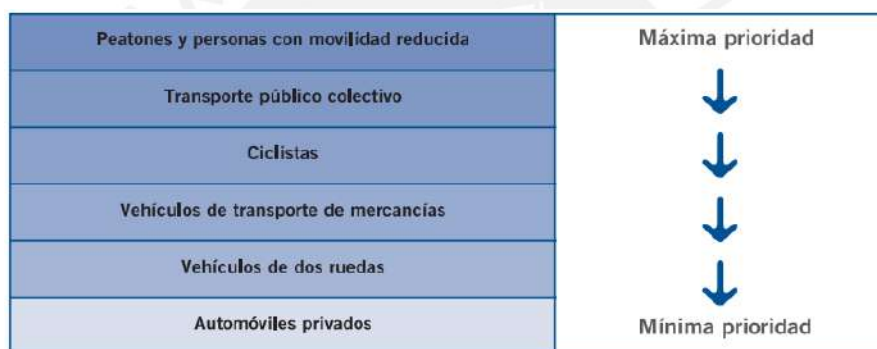 Peatones y personas con movilidad reducida
Máxima prioridad
Transporte público colectivo
Ciclistas
Vehículos de transporte de mercancías
Vehículos de dos ruedas
Automóviles privados
Mínima prioridad